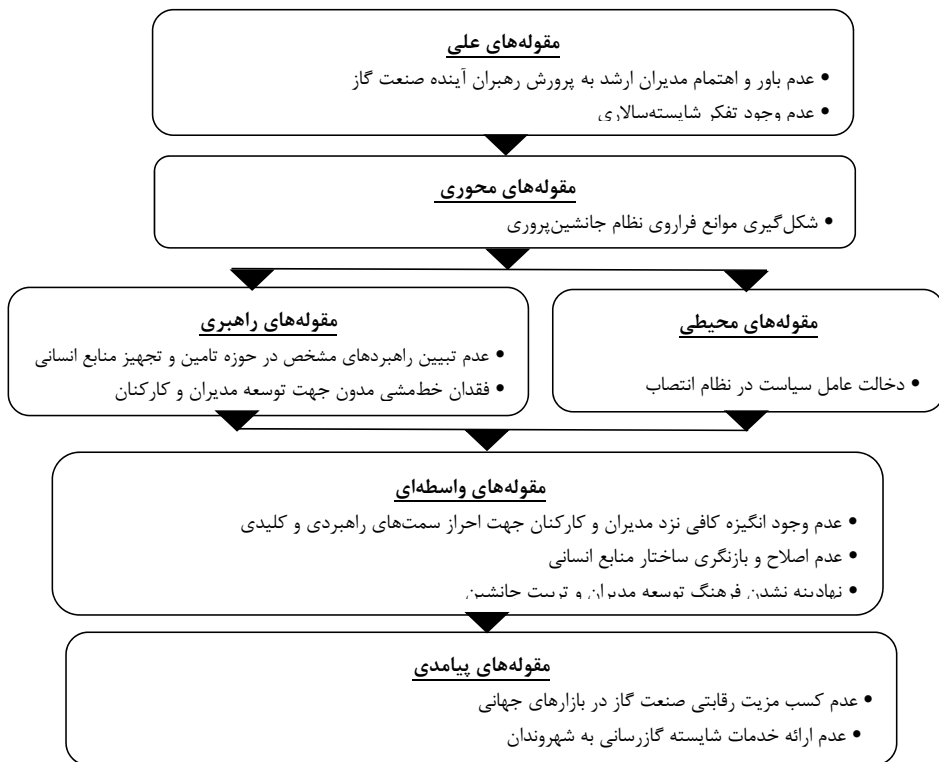 مقوله‌های علی
• عدم باور و اهتمام مدیران ارشد به پرورش رهبران آینده صنعت گاز
• عدم وجود تفکر شایسته‌سالاری
مقوله‌های محوری
• شکل‌گیری موانع فراروی نظام جانشین‌پروری
مقوله‌های محیطی
• دخالت عامل سیاست در نظام انتصاب
مقوله‌های راهبری
• عدم تبیین راهبردهای مشخص در حوزه تامین و تجهیز منابع انسانی
• فقدان خط‌مشی مدون جهت توسعه مدیران و کارکنان
مقوله‌های واسطه‌ای
• عدم وجود انگیزه کافی نزد مدیران و کارکنان جهت احراز سمت‌های راهبردی و کلیدی
• عدم اصلاح و بازنگری ساختار منابع انسانی
• نهادینه نشدن فرهنگ توسعه مدیران و تربیت جانشین
مقوله‌های پیامدی
• عدم کسب مزیت رقابتی صنعت گاز در بازارهای جهانی
• عدم ارائه خدمات شایسته گازرسانی به شهروندان